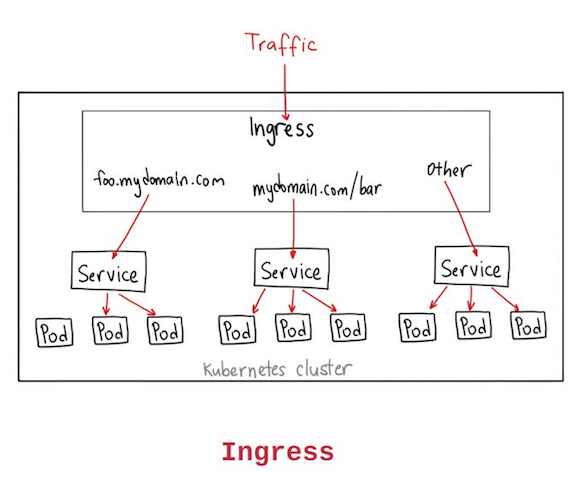 Traffic
Ingress
foo.mydomain.com
mydomain.com/bar
Other
Service
Service
Service
Pod
Pod
Pod
Pod
Pod
Pod
Pod
Pod
Pod
Kubernetes cluster
Ingress